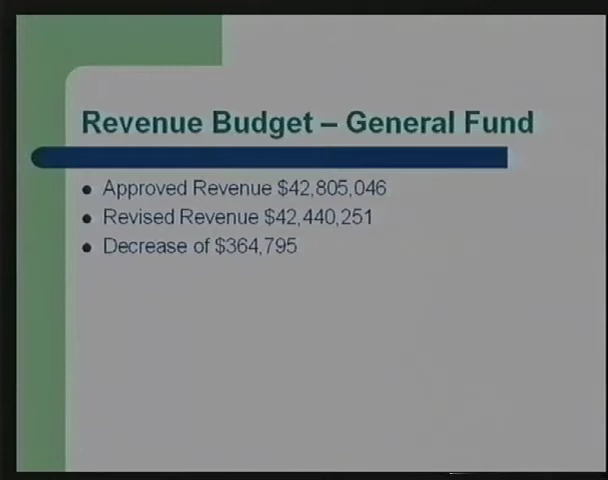 Revenue Budget – General Fund
Approved Revenue $42,805,046
Revised Revenue $42,440,251
Decrease of $364,795